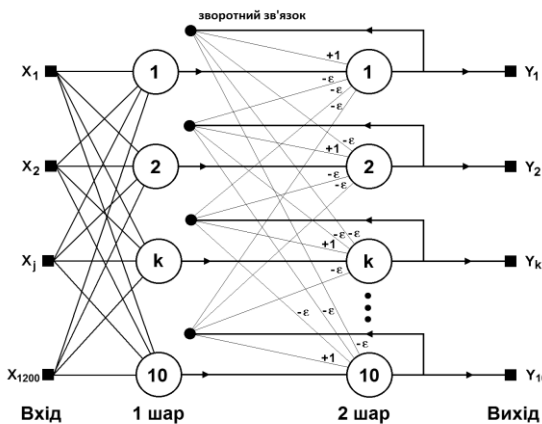 зворотний зв'язок
X1 1 +1 1 Y1
-ε
-ε
-ε
-ε
X2 2 +1 2 Y2
-ε
-ε
-ε -ε
Xj k +1 k Yk
-ε
-ε -ε
-ε
X1200 10 +1 10 Y10
Вхід 1 шар 2 шар Вихід